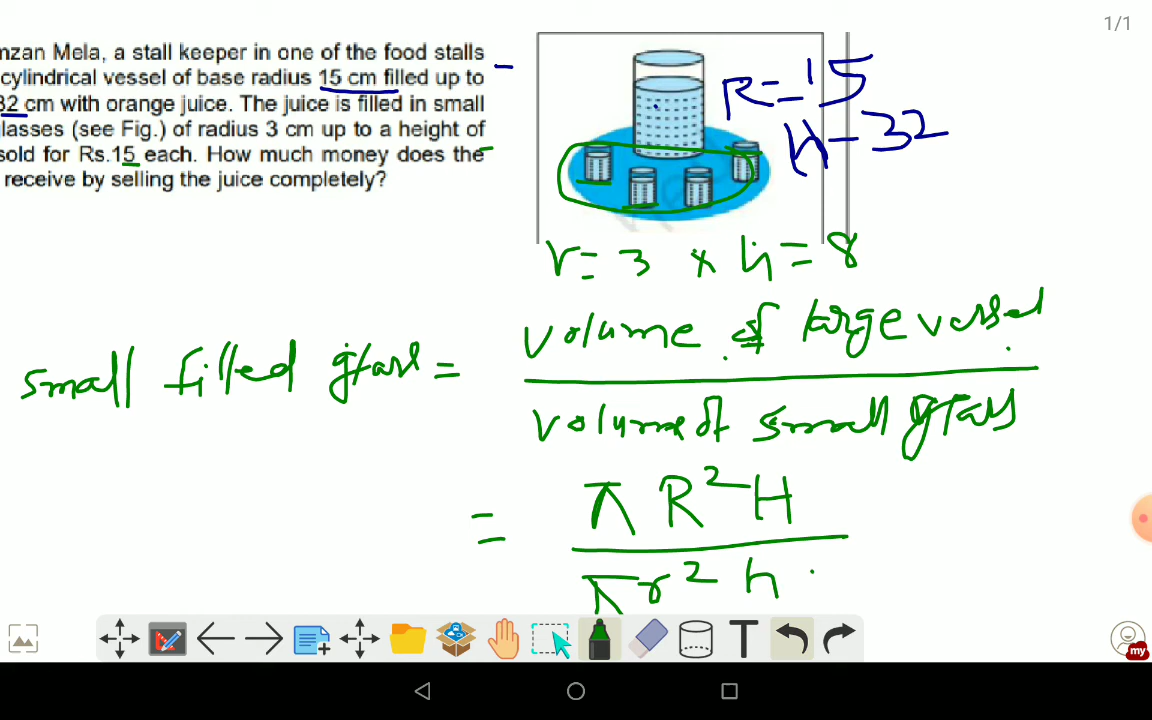 1/1
mzan Mela, a stall keeper in one of the food stalls
cylindrical vessel of base radius 15 cm filled up to
32 cm with orange juice. The juice is filled in small
lasses (see Fig.) of radius 3 cm up to a height of
sold for Rs.15 each. How much money does the
receive by selling the juice completely?
R=15
H-32
r= 3 × h=8
small filled glass = volume of large vessel
volume of small glass
= π R² H
πr² h
T
my